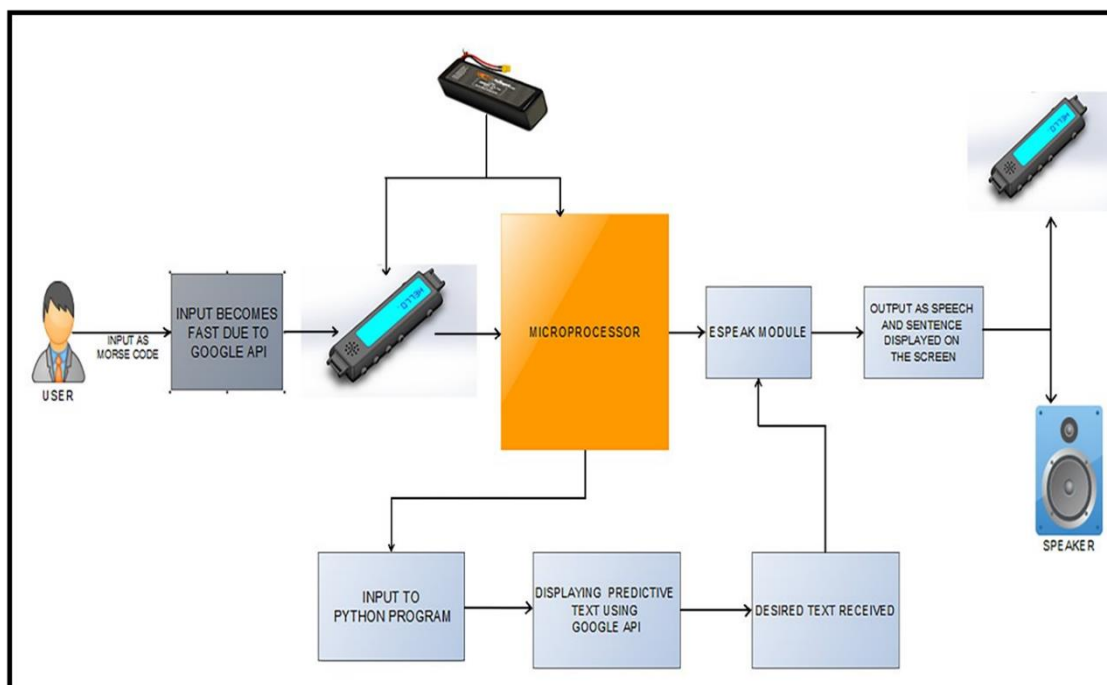 HELLO
INPUT AS
MORSE CODE
USER
INPUT BECOMES
FAST DUE TO
GOOGLE API
HELLO
MICROPROCESSOR
ESPEAK MODULE
OUTPUT AS SPEECH
AND SENTENCE
DISPLAYED ON
THE SCREEN
SPEAKER
INPUT TO
PYTHON PROGRAM
DISPLAYING PREDICTIVE
TEXT USING
GOOGLE API
DESIRED TEXT RECEIVED